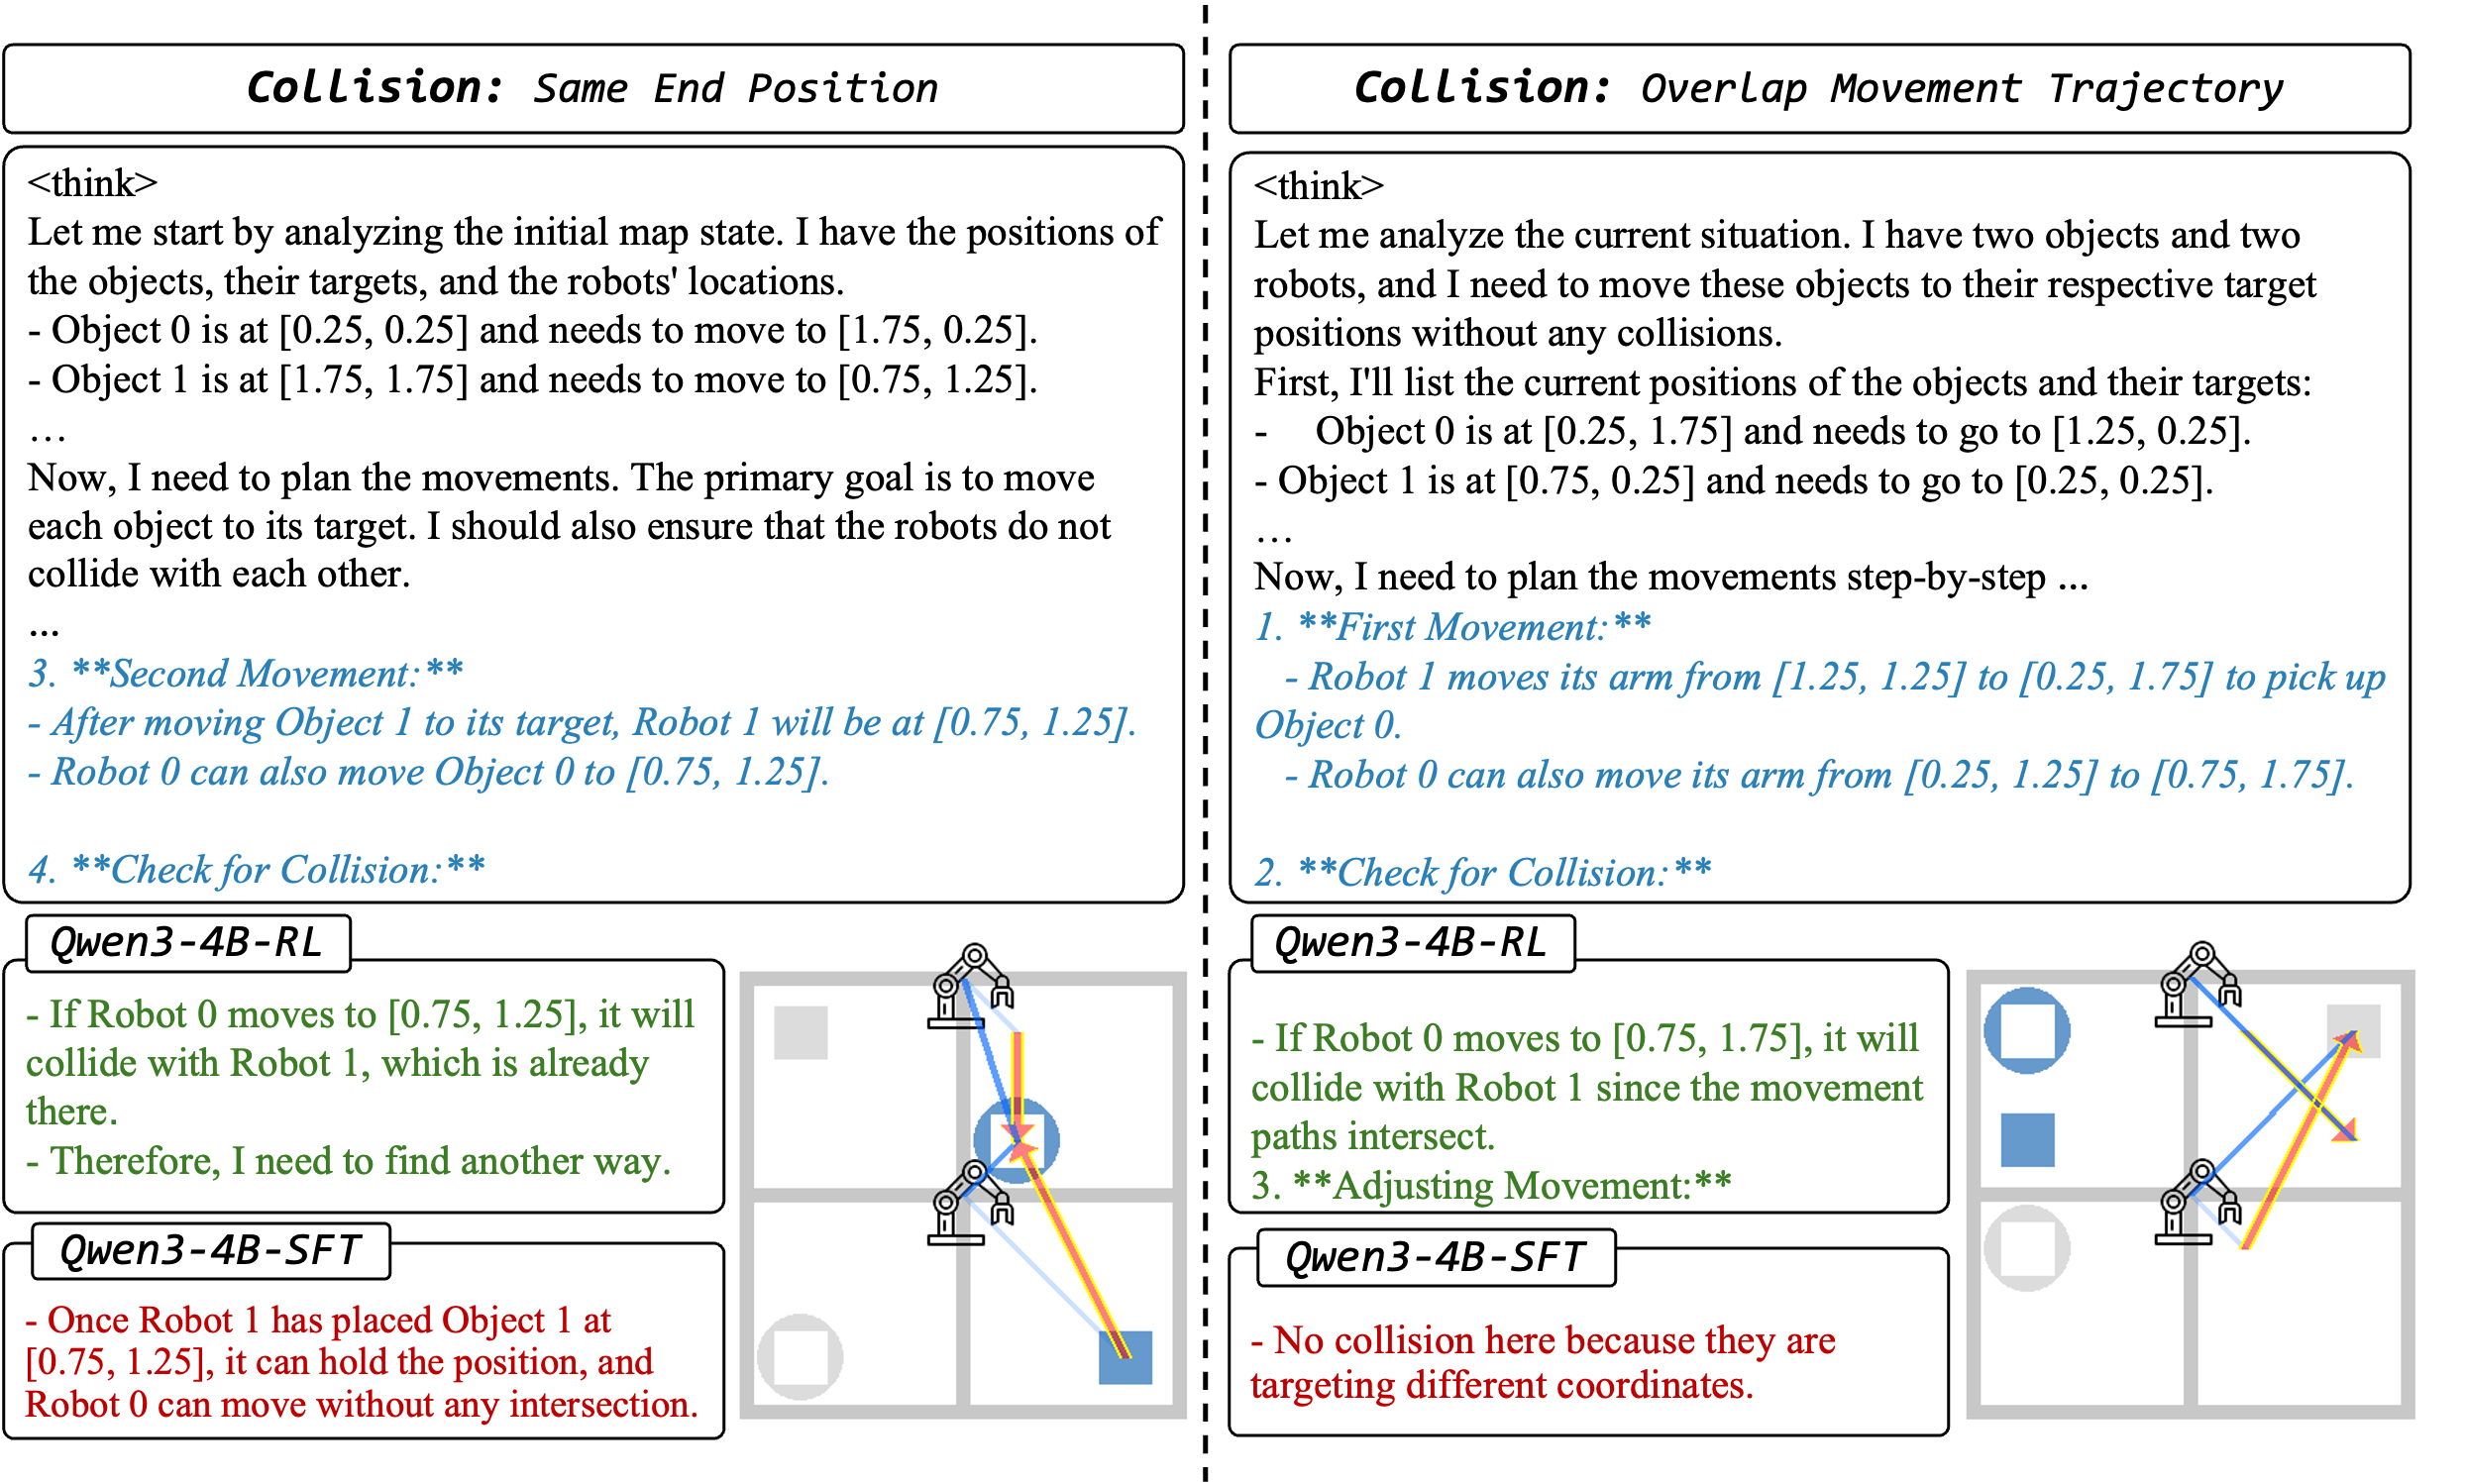 Collision: Same End Position
<think>
Let me start by analyzing the initial map state. I have the positions of
the objects, their targets, and the robots' locations.
- Object 0 is at [0.25, 0.25] and needs to move to [1.75, 0.25].
- Object 1 is at [1.75, 1.75] and needs to move to [0.75, 1.25].
…
Now, I need to plan the movements. The primary goal is to move
each object to its target. I should also ensure that the robots do not
collide with each other.
...
3. **Second Movement:**
- After moving Object 1 to its target, Robot 1 will be at [0.75, 1.25].
- Robot 0 can also move Object 0 to [0.75, 1.25].
4. **Check for Collision:**
Qwen3-4B-RL
- If Robot 0 moves to [0.75, 1.25], it will
collide with Robot 1, which is already
there.
- Therefore, I need to find another way.
Qwen3-4B-SFT
- Once Robot 1 has placed Object 1 at
[0.75, 1.25], it can hold the position, and
Robot 0 can move without any intersection.
Collision: Overlap Movement Trajectory
<think>
Let me analyze the current situation. I have two objects and two
robots, and I need to move these objects to their respective target
positions without any collisions.
First, I'll list the current positions of the objects and their targets:
- Object 0 is at [0.25, 1.75] and needs to go to [1.25, 0.25].
- Object 1 is at [0.75, 0.25] and needs to go to [0.25, 0.25].
…
Now, I need to plan the movements step-by-step ...
1. **First Movement:**
- Robot 1 moves its arm from [1.25, 1.25] to [0.25, 1.75] to pick up
Object 0.
- Robot 0 can also move its arm from [0.25, 1.25] to [0.75, 1.75].
2. **Check for Collision:**
Qwen3-4B-RL
- If Robot 0 moves to [0.75, 1.75], it will
collide with Robot 1 since the movement
paths intersect.
3. **Adjusting Movement:**
Qwen3-4B-SFT
- No collision here because they are
targeting different coordinates.